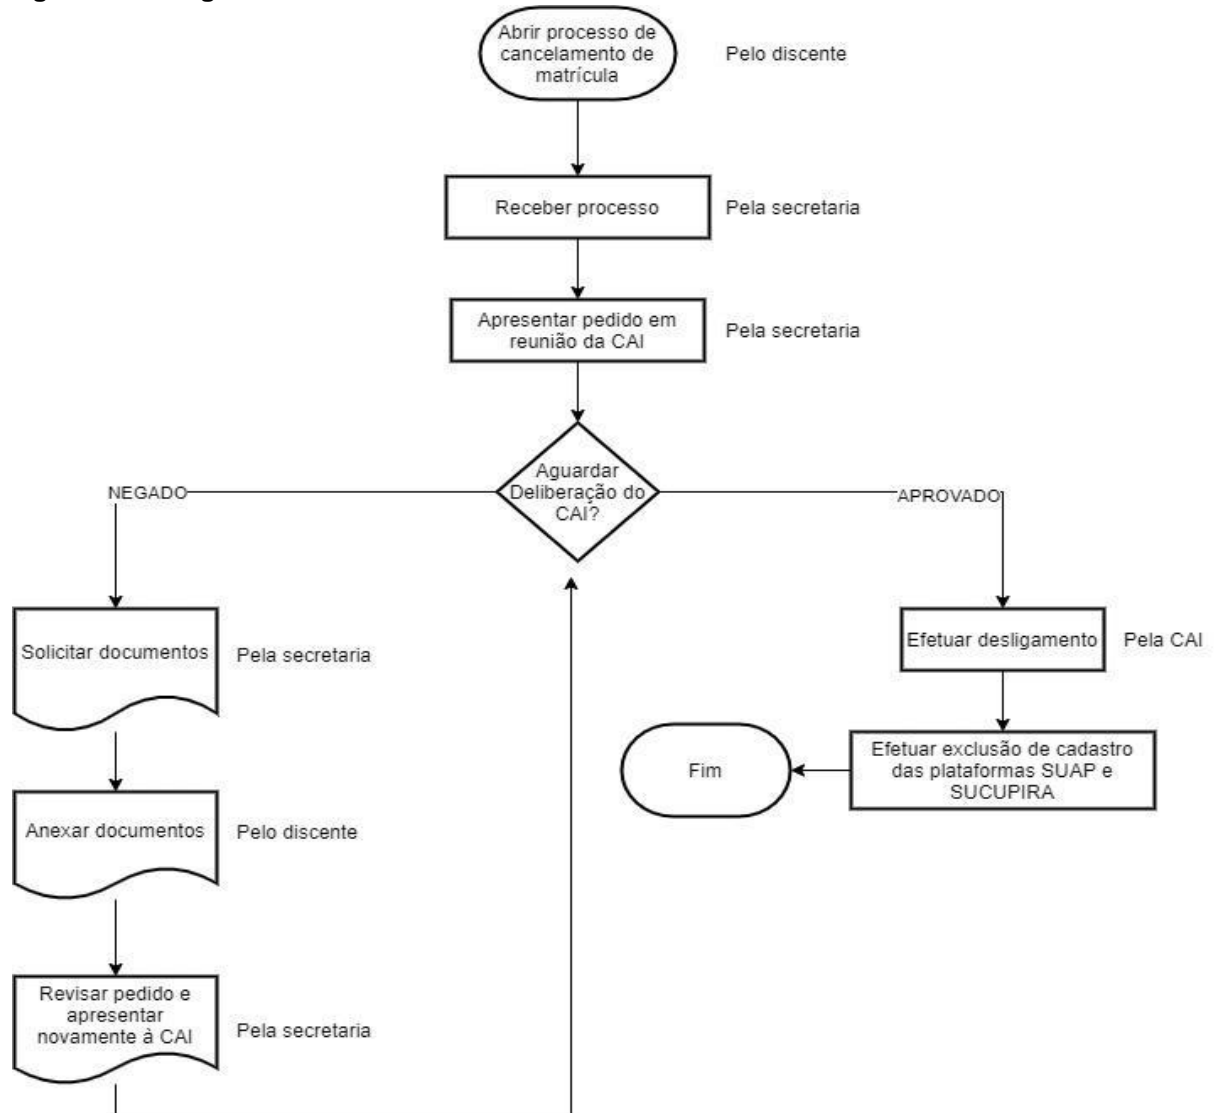 Abrir processo de
cancelamento de
matrícula
Pelo discente
Receber processo
Pela secretaria
Apresentar pedido em
reunião da CAI
Pela secretaria
Aguardar
Deliberação do
CAI?
NEGADO
APROVADO
Solicitar documentos
Pela secretaria
Efetuar desligamento
Pela CAI
Efetuar exclusão de cadastro
das plataformas SUAP e
SUCUPIRA
Fim
Anexar documentos
Pelo discente
Revisar pedido e
apresentar
novamente à CAI
Pela secretaria